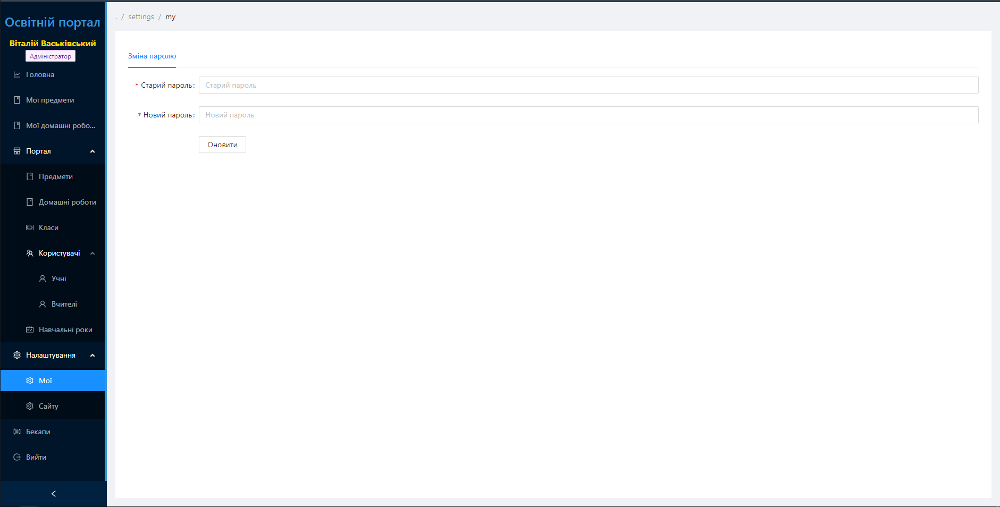 Освітній портал
Віталій Васьківський
Адміністратор
Головна
Мої предмети
Мої домашні робо...
Портал
Предмети
Домашні роботи
Класи
Користувачі
Учні
Вчителі
Навчальні роки
Налаштування
Мої
Сайту
Бекапи
Вийти
. / settings / my
Зміна паролю
* Старий пароль: Старий пароль
* Новий пароль: Новий пароль
Оновити